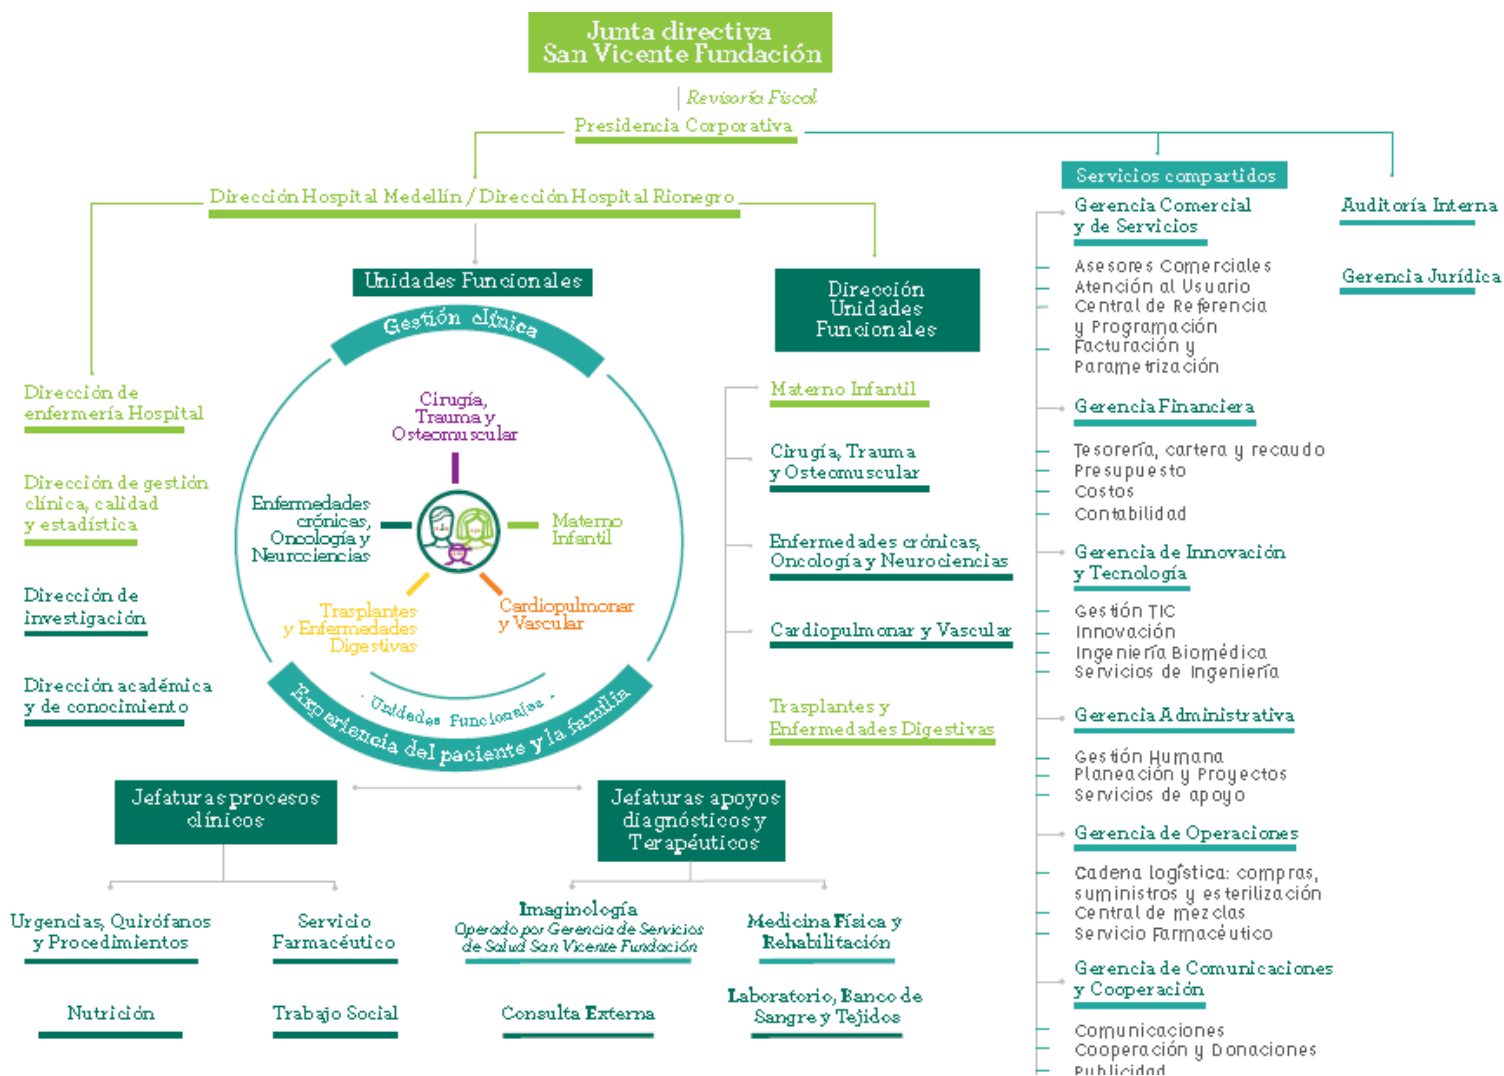 Junta directiva
San Vicente Fundación
Revisoría Fiscal
Presidencia Corporativa
Dirección Hospital Medellín / Dirección Hospital Rionegro
Unidades Funcionales
Gestión clínica
Cirugía,
Trauma y
Osteomuscular
Enfermedades
crónicas,
Oncología y
Neurociencias
Materno
Infantil
Trasplantes
y Enfermedades
Digestivas
Cardiopulmonar
y Vascular
- Unidades Funcionales -
Experiencia del paciente y la familia
Dirección de
enfermería Hospital
Dirección de gestión
clínica, calidad
y estadística
Dirección de
investigación
Dirección académica
y de conocimiento
Dirección
Unidades
Funcionales
Materno Infantil
Cirugía, Trauma
y Osteomuscular
Enfermedades crónicas,
Oncología y Neurociencias
Cardiopulmonar y Vascular
Trasplantes y
Enfermedades Digestivas
Jefaturas procesos
clínicos
Urgencias, Quirófanos
y Procedimientos
Servicio
Farmacéutico
Nutrición
Trabajo Social
Jefaturas apoyos
diagnósticos y
Terapéuticos
Imaginología
Operado por Gerencia de Servicios
de Salud San Vicente Fundación
Medicina Física y
Rehabilitación
Consulta Externa
Laboratorio, Banco de
Sangre y Tejidos
Servicios compartidos
Gerencia Comercial
y de Servicios
Asesores Comerciales
Atención al Usuario
Central de Referencia
y Programación
Facturación y
Parametrización
Gerencia Financiera
Tesorería, cartera y recaudo
Presupuesto
Costos
Contabilidad
Gerencia de Innovación
y Tecnología
Gestión TIC
Innovación
Ingeniería Biomédica
Servicios de Ingeniería
Gerencia Administrativa
Gestión Humana
Planeación y Proyectos
Servicios de apoyo
Gerencia de Operaciones
Cadena logística: compras,
suministros y esterilización
Central de mezclas
Servicio Farmacéutico
Gerencia de Comunicaciones
y Cooperación
Comunicaciones
Cooperación y Donaciones
Publicidad
Auditoría Interna
Gerencia Jurídica